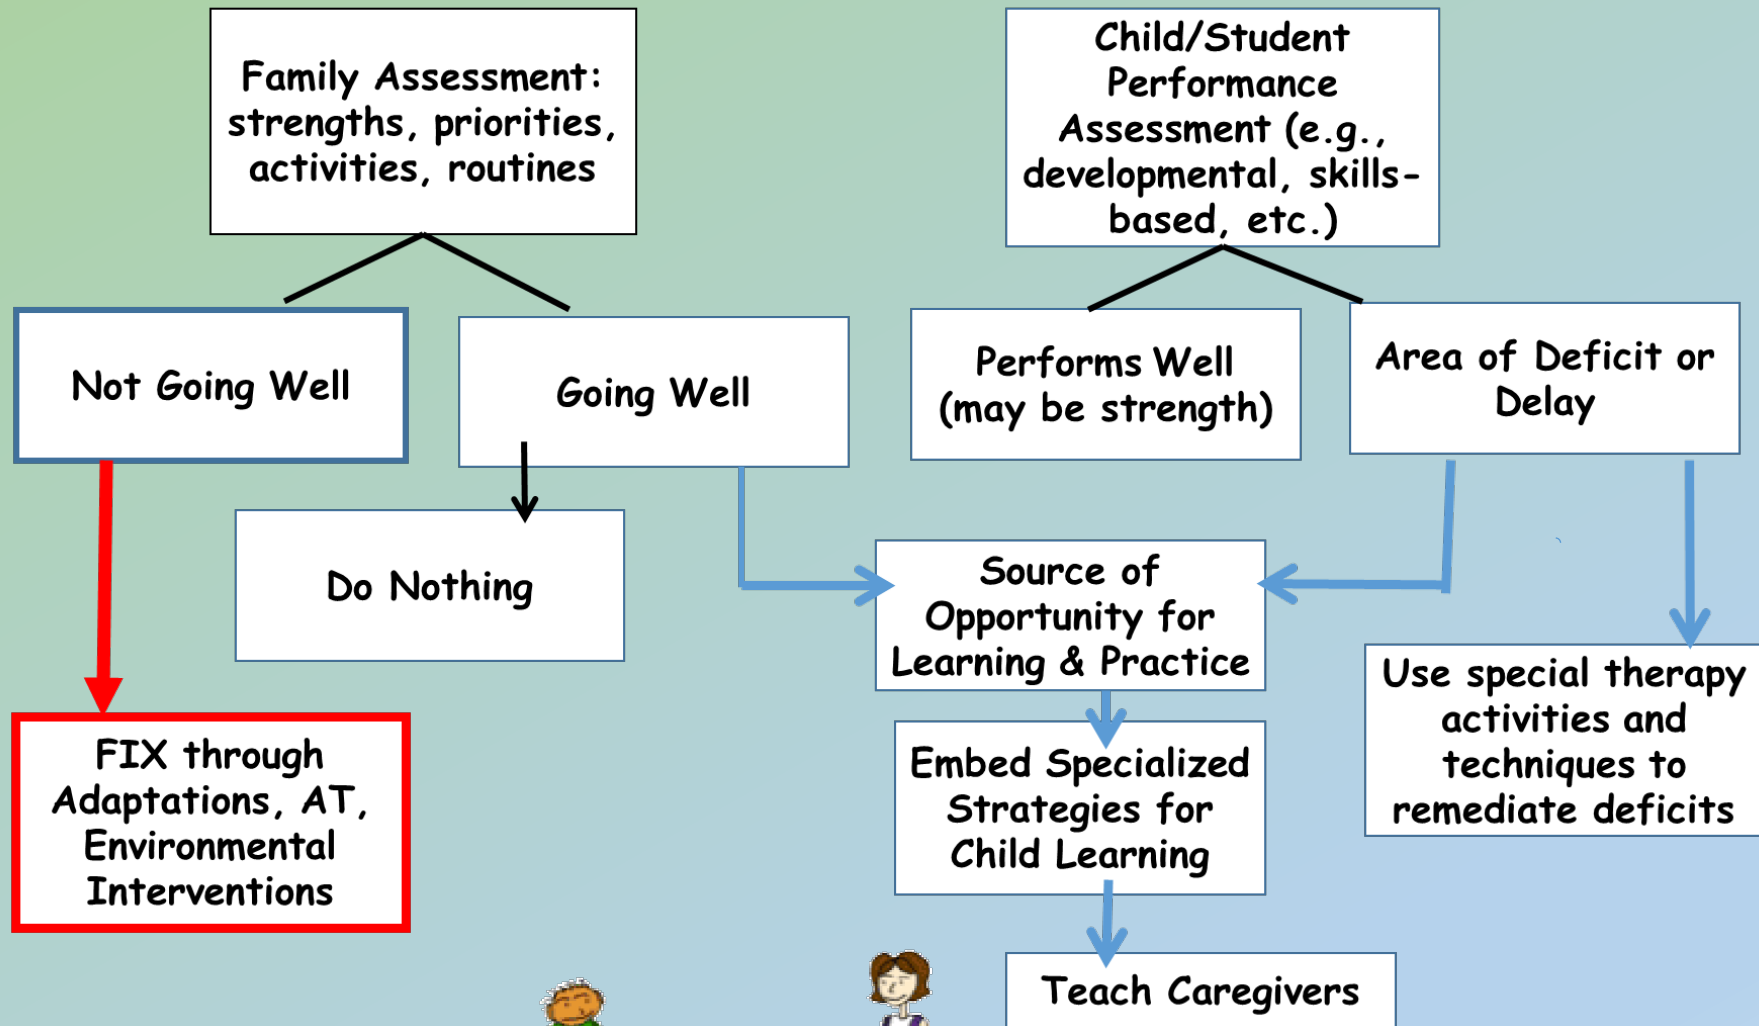 Family Assessment:
strengths, priorities,
activities, routines
Child/Student
Performance
Assessment (e.g.,
developmental, skills-
based, etc.)
Not Going Well
Going Well
Performs Well
(may be strength)
Area of Deficit or
Delay
Do Nothing
Source of
Opportunity for
Learning & Practice
Use special therapy
activities and
techniques to
remediate deficits
FIX through
Adaptations, AT,
Environmental
Interventions
Embed Specialized
Strategies for
Child Learning
Teach Caregivers